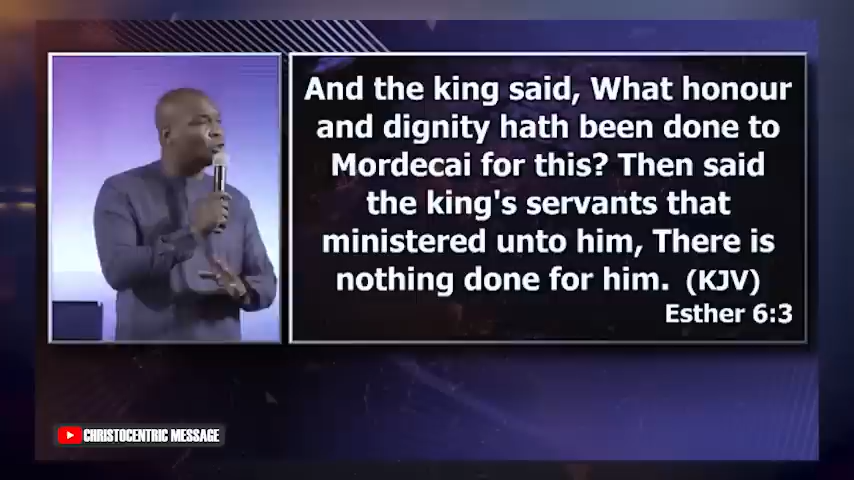 And the king said, What honour
and dignity hath been done to
Mordecai for this? Then said
the king's servants that
ministered unto him, There is
nothing done for him. (KJV)
Esther 6:3
CHRISTOCENTRIC MESSAGE